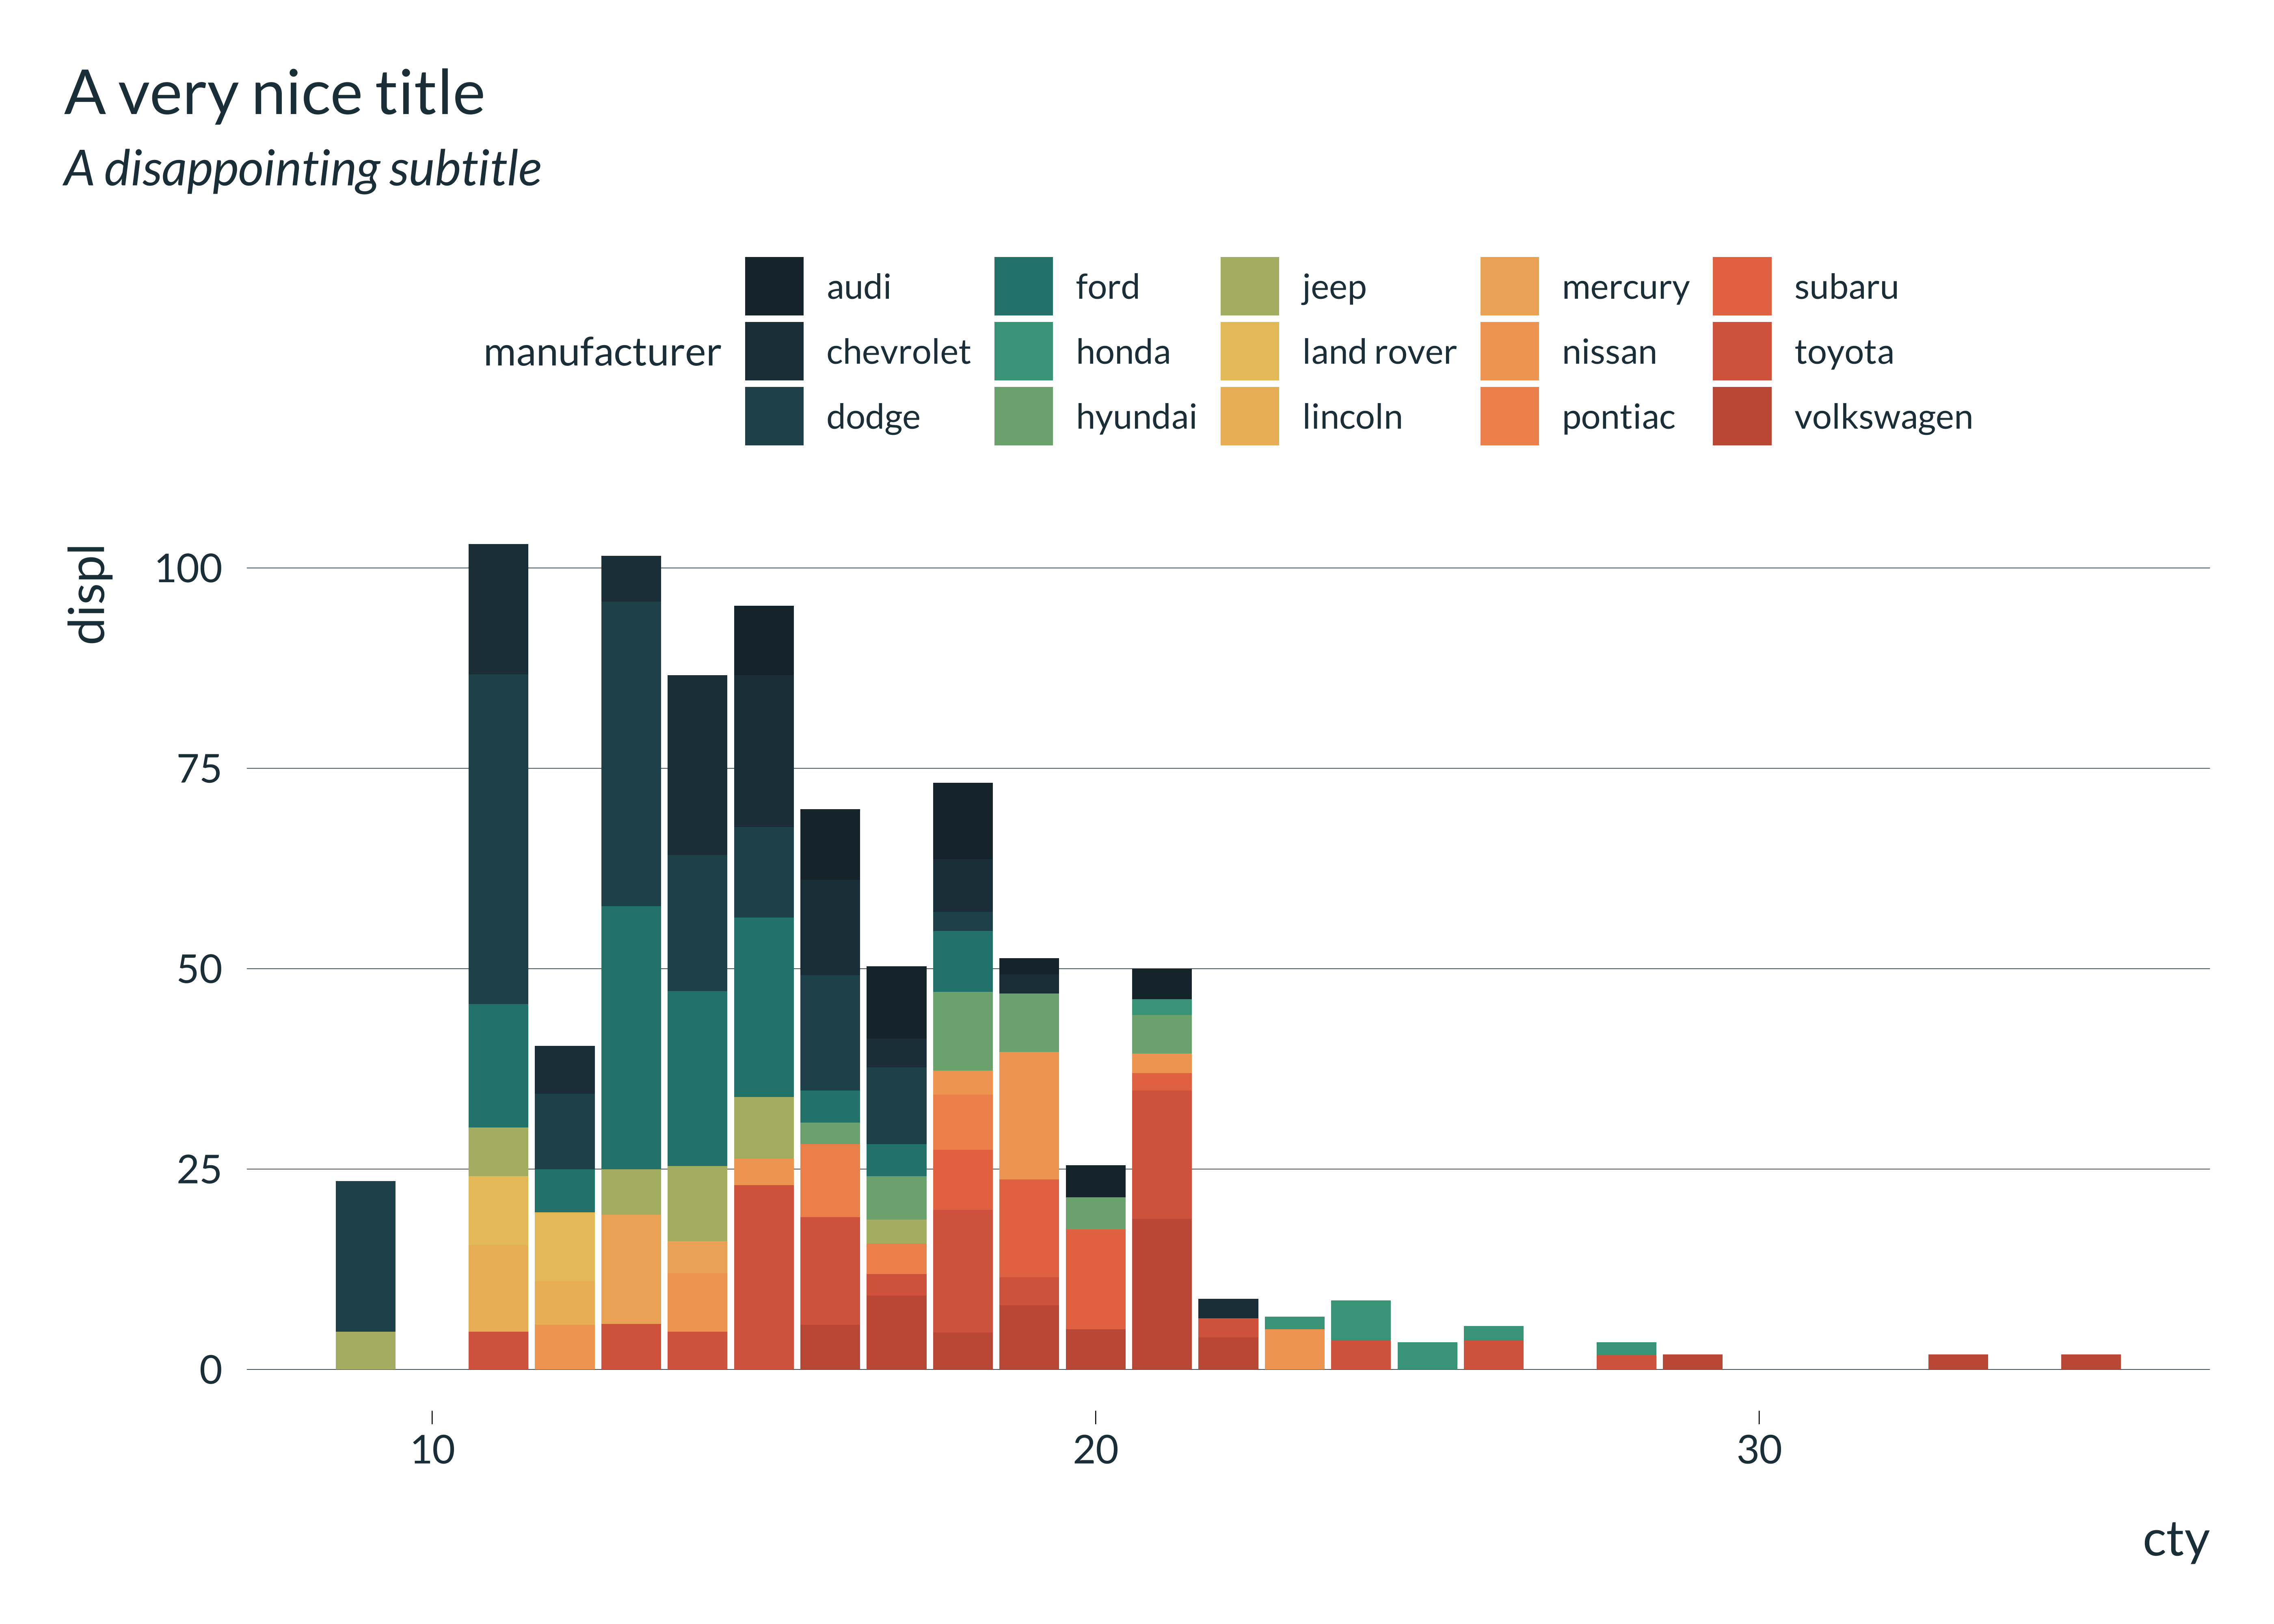 A very nice title
A disappointing subtitle
audi ford jeep mercury subaru
manufacturer chevrolet honda land rover nissan toyota
dodge hyundai lincoln pontiac volkswagen
displ
100
75
50
25
0
10 20 30
cty